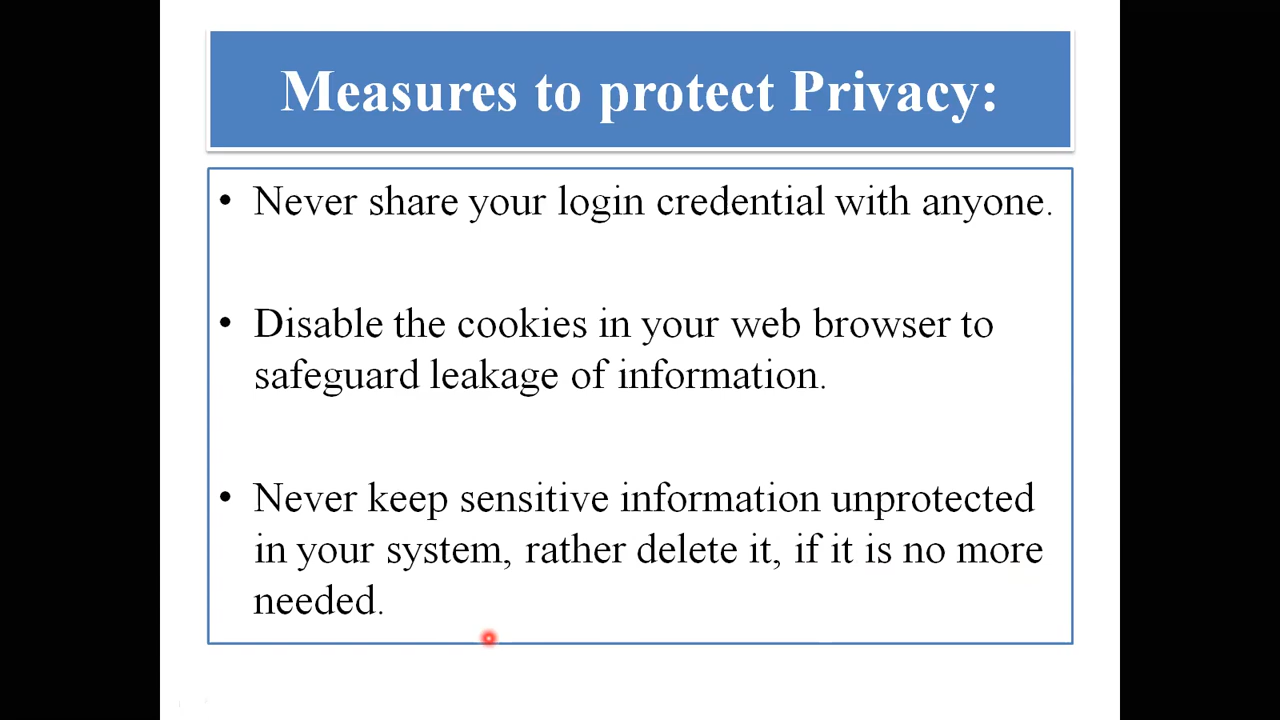 Measures to protect Privacy:
• Never share your login credential with anyone.
• Disable the cookies in your web browser to
safeguard leakage of information.
• Never keep sensitive information unprotected
in your system, rather delete it, if it is no more
needed.